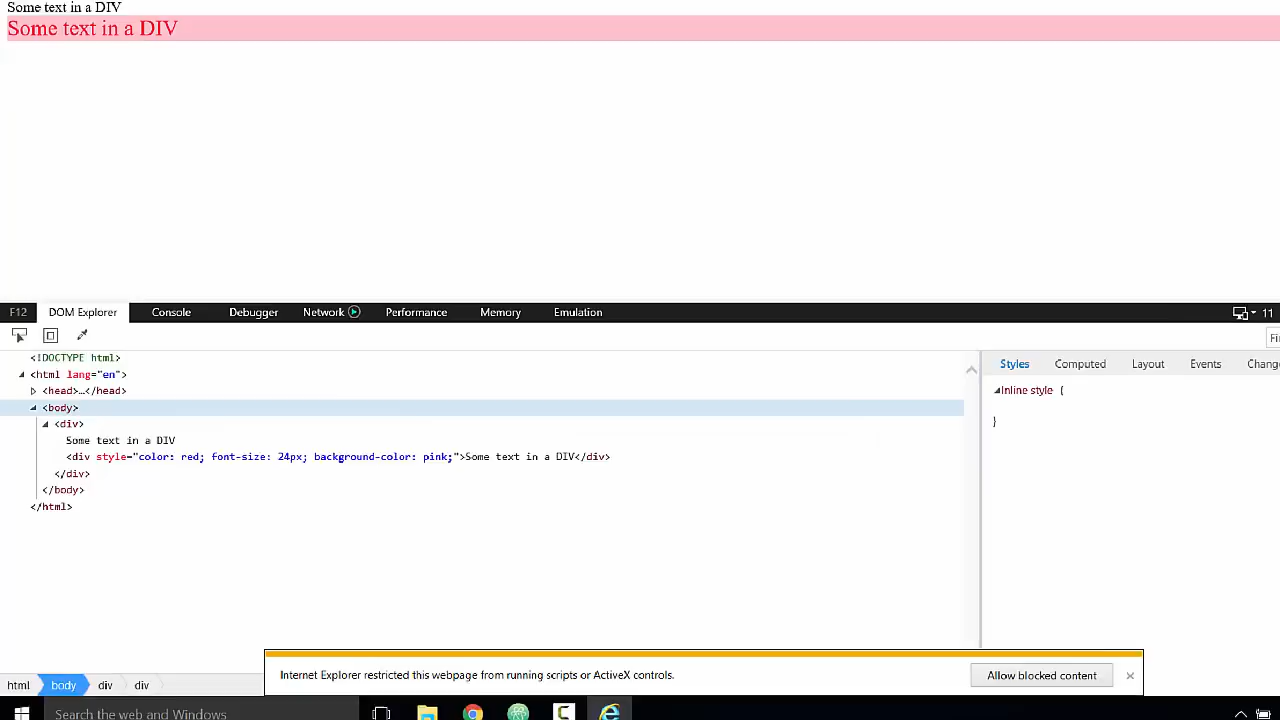 Some text in a DIV
Some text in a DIV
F12 DOM Explorer Console Debugger Network Performance Memory Emulation 11
<!DOCTYPE html>
<html lang="en">
<head>…</head>
<body>
<div>
Some text in a DIV
<div style="color: red; font-size: 24px; background-color: pink;">Some text in a DIV</div>
</div>
</body>
</html>
Fi
Styles Computed Layout Events Chang
Inline style {
}
Internet Explorer restricted this webpage from running scripts or ActiveX controls. Allow blocked content ×
html body div div
Search the web and Windows